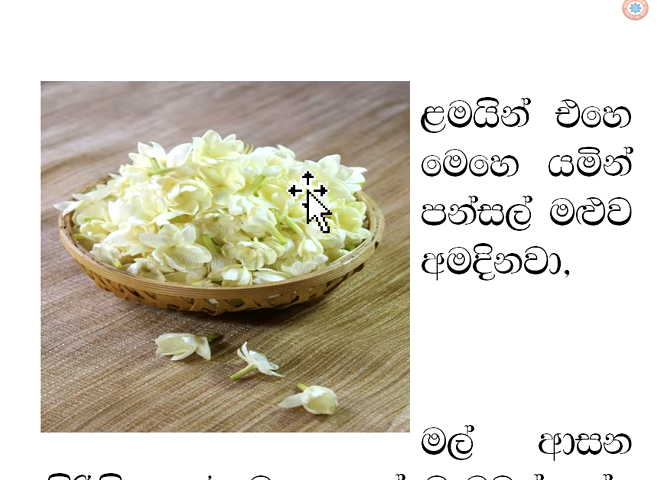 ළමයින් එහෙ
මෙහෙ යමින්
පන්සල් මළුව
අමදිනවා,
මල් ආසන